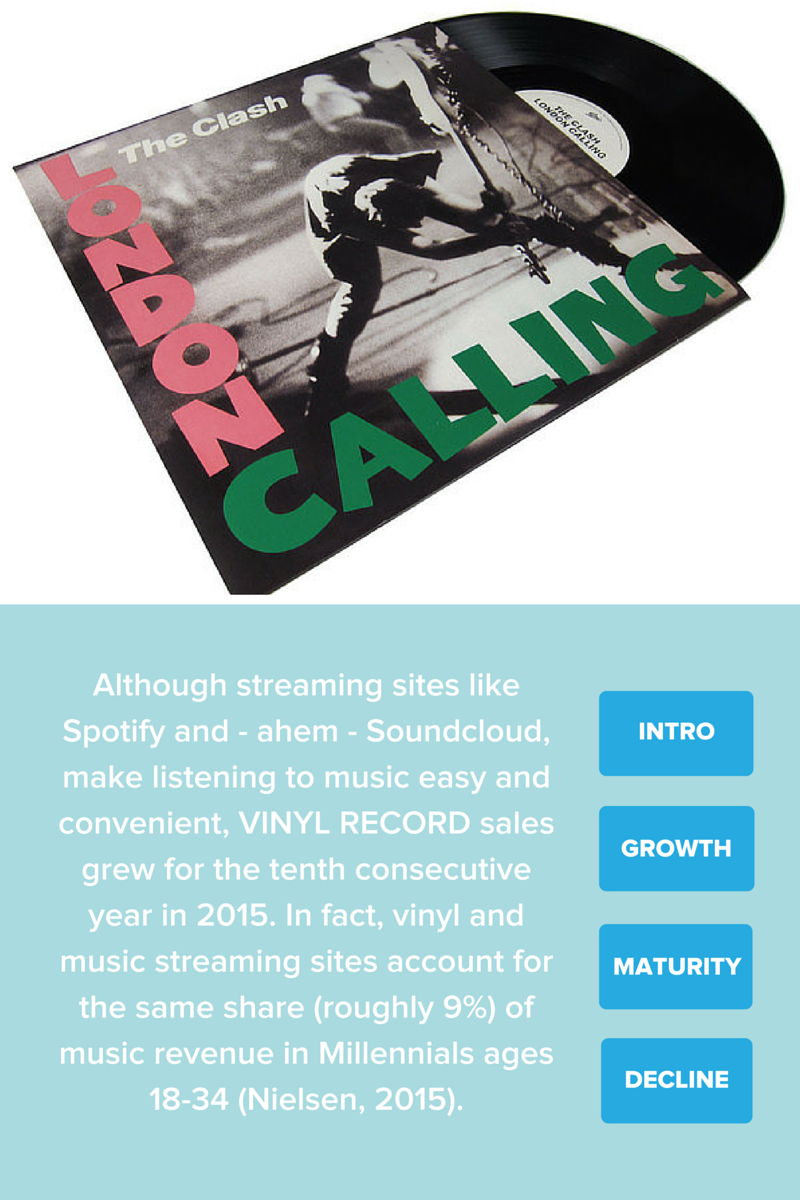 The Clash
LONDON
CALLING
THE CLASH
LONDON CALLING
Although streaming sites like
Spotify and - ahem - Soundcloud,
make listening to music easy and
convenient, VINYL RECORD sales
grew for the tenth consecutive
year in 2015. In fact, vinyl and
music streaming sites account for
the same share (roughly 9%) of
music revenue in Millennials ages
18-34 (Nielsen, 2015).
INTRO
GROWTH
MATURITY
DECLINE